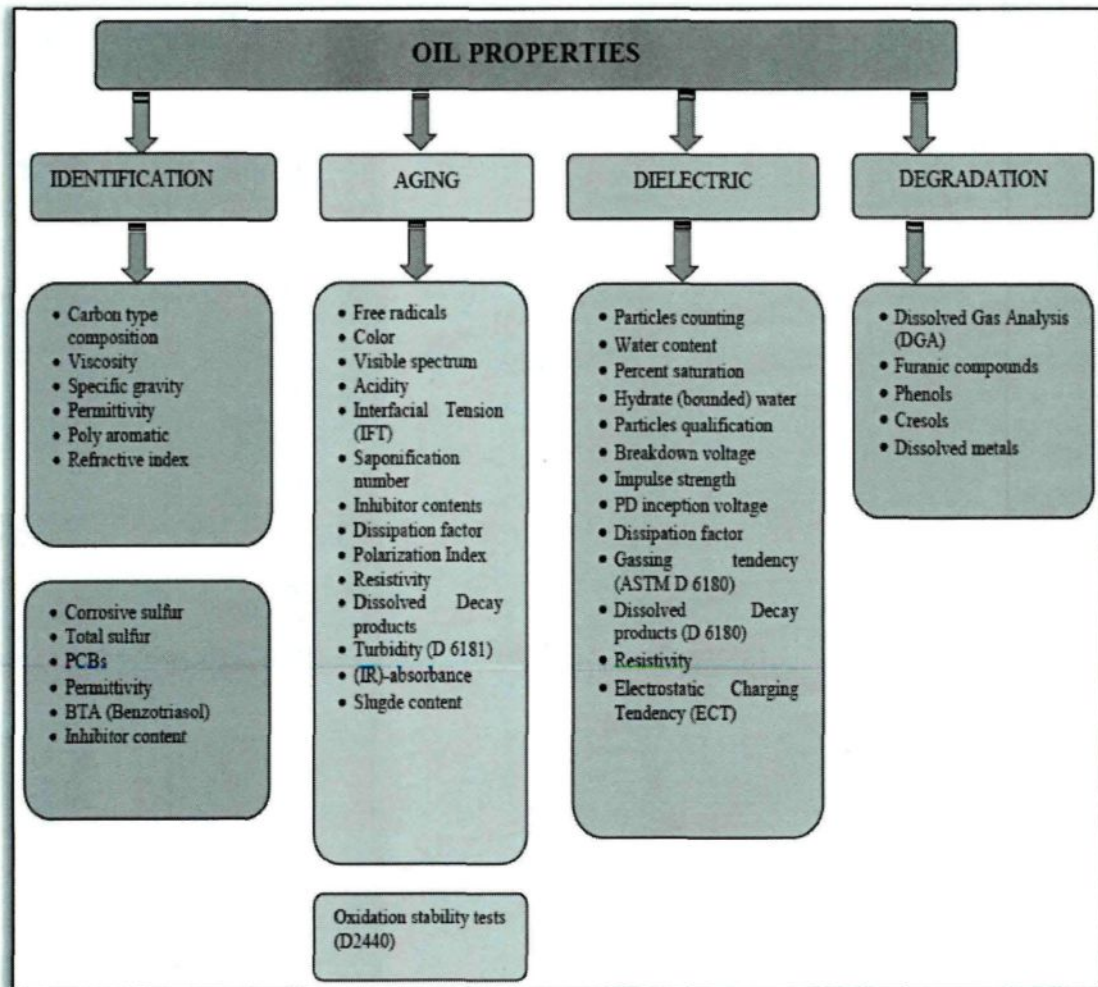 OIL PROPERTIES
IDENTIFICATION
AGING
DIELECTRIC
DEGRADATION
• Carbon type
composition
• Viscosity
• Specific gravity
• Permittivity
• Poly aromatic
• Refractive index
• Corrosive sulfur
• Total sulfur
• PCBs
• Permittivity
• BTA (Benzotriasol)
• Inhibitor content
• Free radicals
• Color
• Visible spectrum
• Acidity
• Interfacial Tension
(IFT)
• Saponification
number
• Inhibitor contents
• Dissipation factor
• Polarization Index
• Resistivity
• Dissolved Decay
products
• Turbidity (D 6181)
• (IR)-absorbance
• Slugde content
Oxidation stability tests
(D2440)
• Particles counting
• Water content
• Percent saturation
• Hydrate (bounded) water
• Particles qualification
• Breakdown voltage
• Impulse strength
• PD inception voltage
• Dissipation factor
• Gassing tendency
(ASTM D 6180)
• Dissolved Decay
products (D 6180)
• Resistivity
• Electrostatic Charging
Tendency (ECT)
• Dissolved Gas Analysis
(DGA)
• Furanic compounds
• Phenols
• Cresols
• Dissolved metals